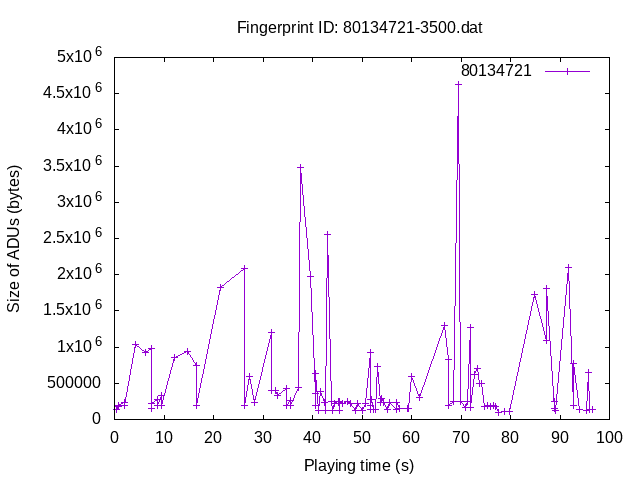 Fingerprint ID: 80134721-3500.dat
5x10^6
4.5x10^6
4x10^6
3.5x10^6
3x10^6
2.5x10^6
2x10^6
1.5x10^6
1x10^6
500000
0
80134721
Size of ADUs (bytes)
0 10 20 30 40 50 60 70 80 90 100
Playing time (s)